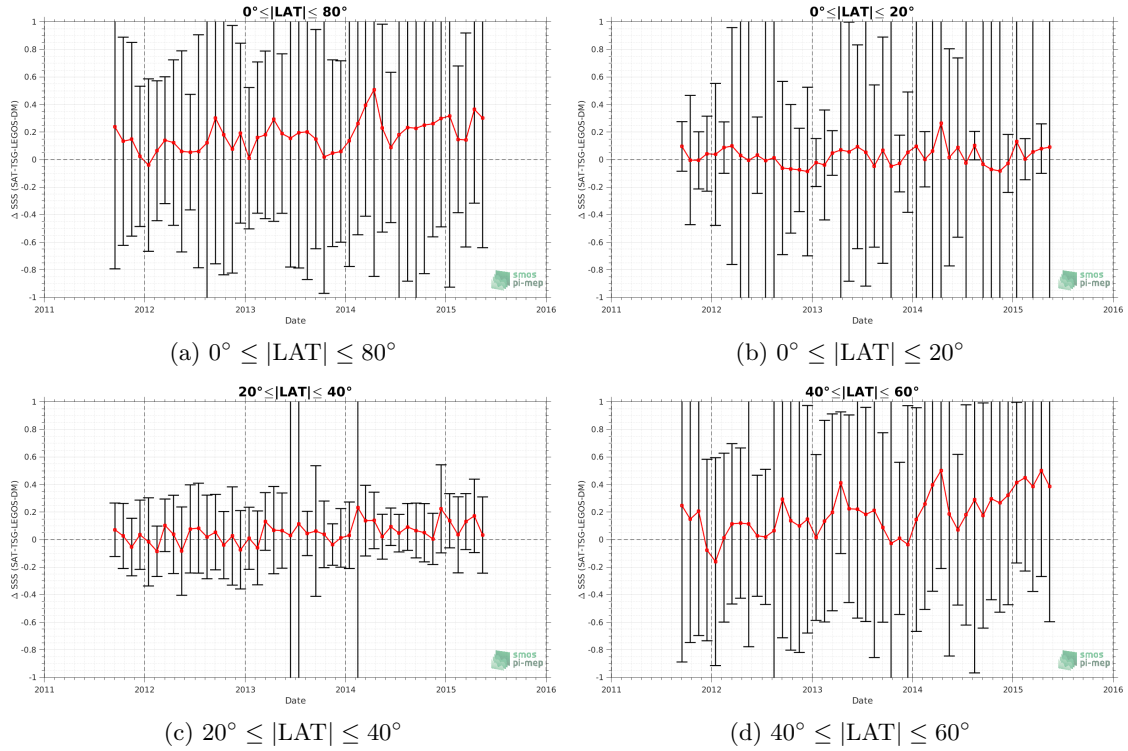 0°≤|LAT|≤ 80°
Δ SSS (SAT-TSG-LEGOS-DM)
1
0.8
0.6
0.4
0.2
0
-0.2
-0.4
-0.6
-0.8
-1
2011 2012 2013 2014 2015 2016
Date
smos
pi-mep
(a) 0° ≤ |LAT| ≤ 80°
0°≤|LAT|≤ 20°
Δ SSS (SAT-TSG-LEGOS-DM)
1
0.8
0.6
0.4
0.2
0
-0.2
-0.4
-0.6
-0.8
-1
2011 2012 2013 2014 2015 2016
Date
smos
pi-mep
(b) 0° ≤ |LAT| ≤ 20°
20°≤|LAT|≤ 40°
Δ SSS (SAT-TSG-LEGOS-DM)
1
0.8
0.6
0.4
0.2
0
-0.2
-0.4
-0.6
-0.8
-1
2011 2012 2013 2014 2015 2016
Date
smos
pi-mep
(c) 20° ≤ |LAT| ≤ 40°
40°≤|LAT|≤ 60°
Δ SSS (SAT-TSG-LEGOS-DM)
1
0.8
0.6
0.4
0.2
0
-0.2
-0.4
-0.6
-0.8
-1
2011 2012 2013 2014 2015 2016
Date
smos
pi-mep
(d) 40° ≤ |LAT| ≤ 60°